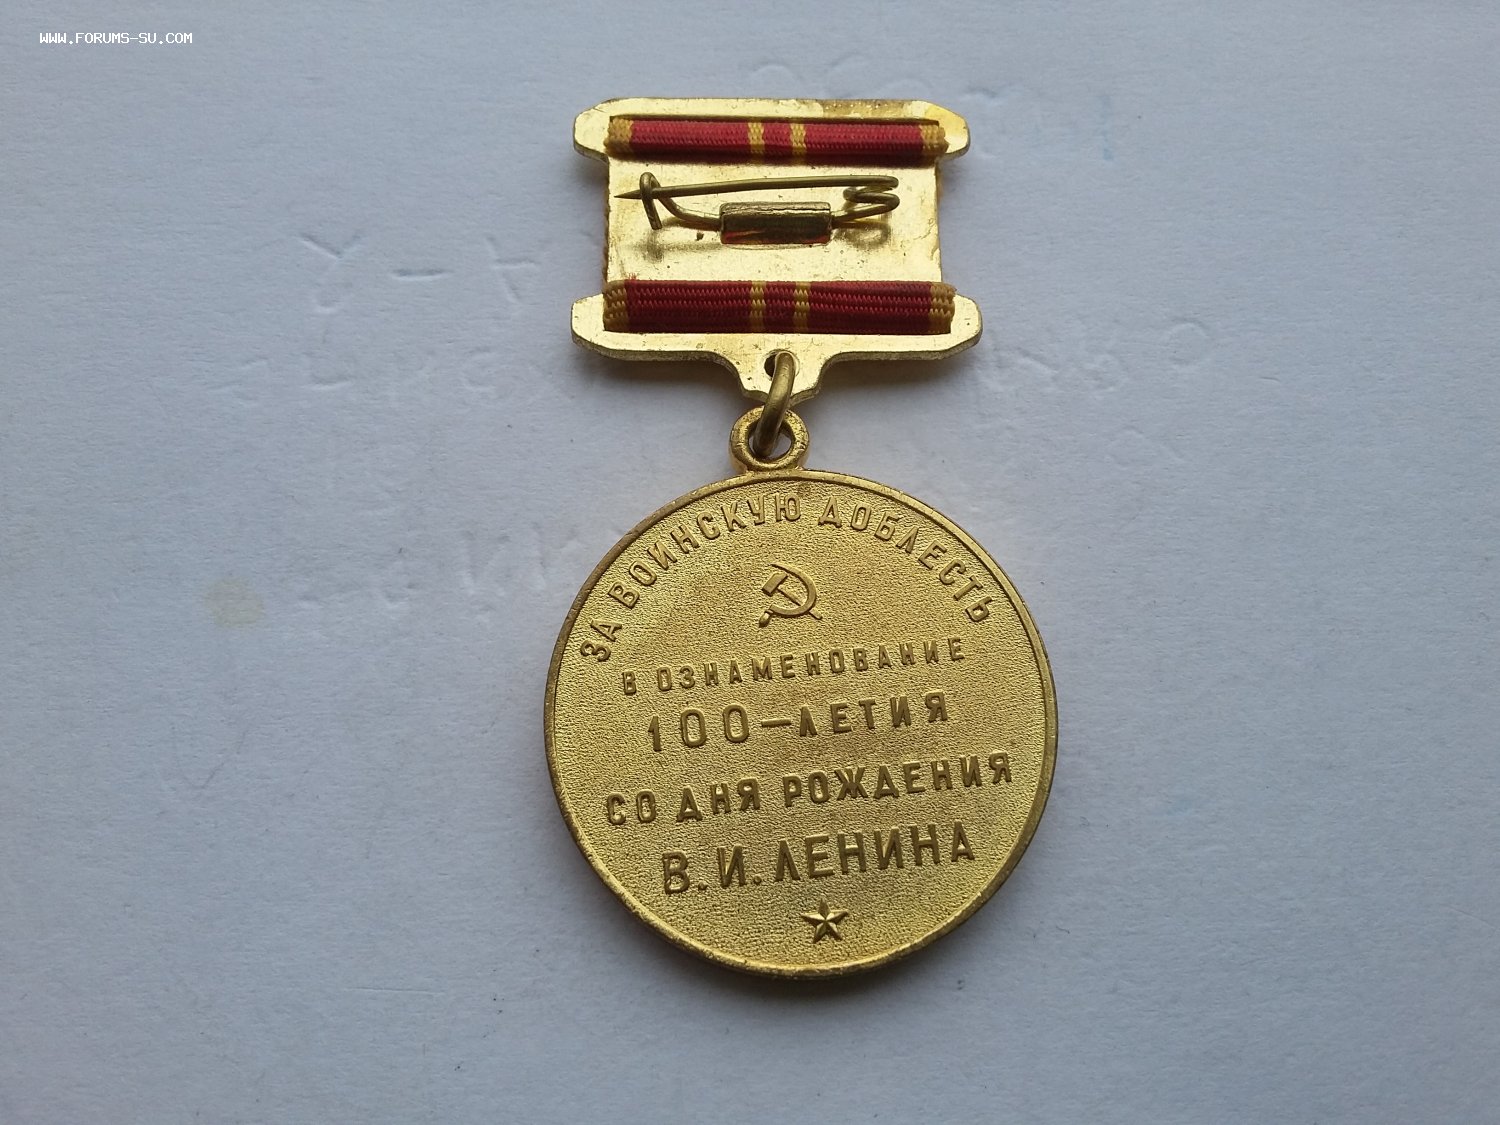 WWW.FORUMS-SU.COM
ЗА ВОИНСКУЮ ДОБЛЕСТЬ
В ОЗНАМЕНОВАНИЕ
100-ЛЕТИЯ
СО ДНЯ РОЖДЕНИЯ
В.И.ЛЕНИНА